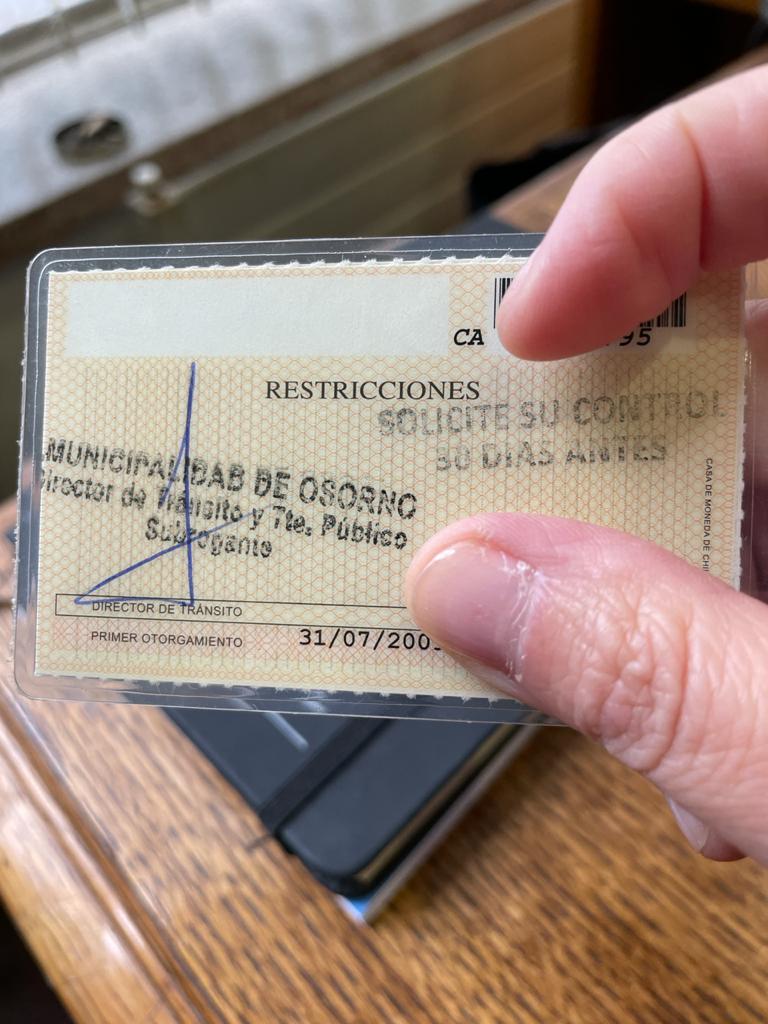 CA 95
RESTRICCIONES
SOLICITE SU CONTROL
30 DIAS ANTES
MUNICIPALIDAD DE OSORNO
Director de Tránsito y Tte. Público
Subrogante
DIRECTOR DE TRÁNSITO
PRIMER OTORGAMIENTO 31/07/200
CASA DE MONEDA DE CHI